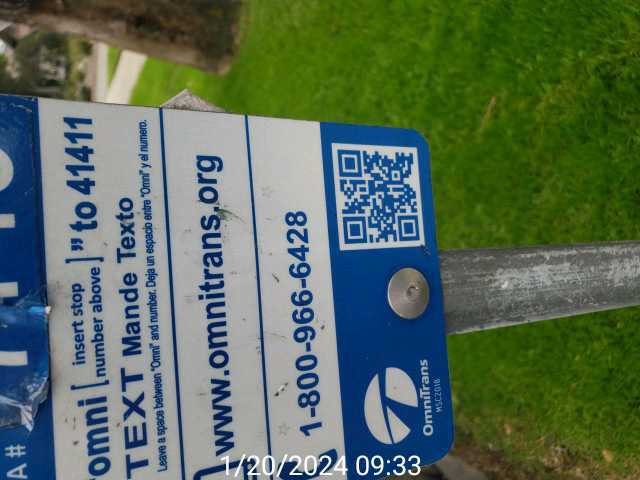 A#
omni [ insert stop number above ] " to 41411
TEXT Mande Texto
Leave a space between "Omni" and number. Deja un espacio entre "Omni" y el numero.
www.omnitrans.org
1-800-966-6428
OmniTrans
MSC2018
1/20/2024 09:33